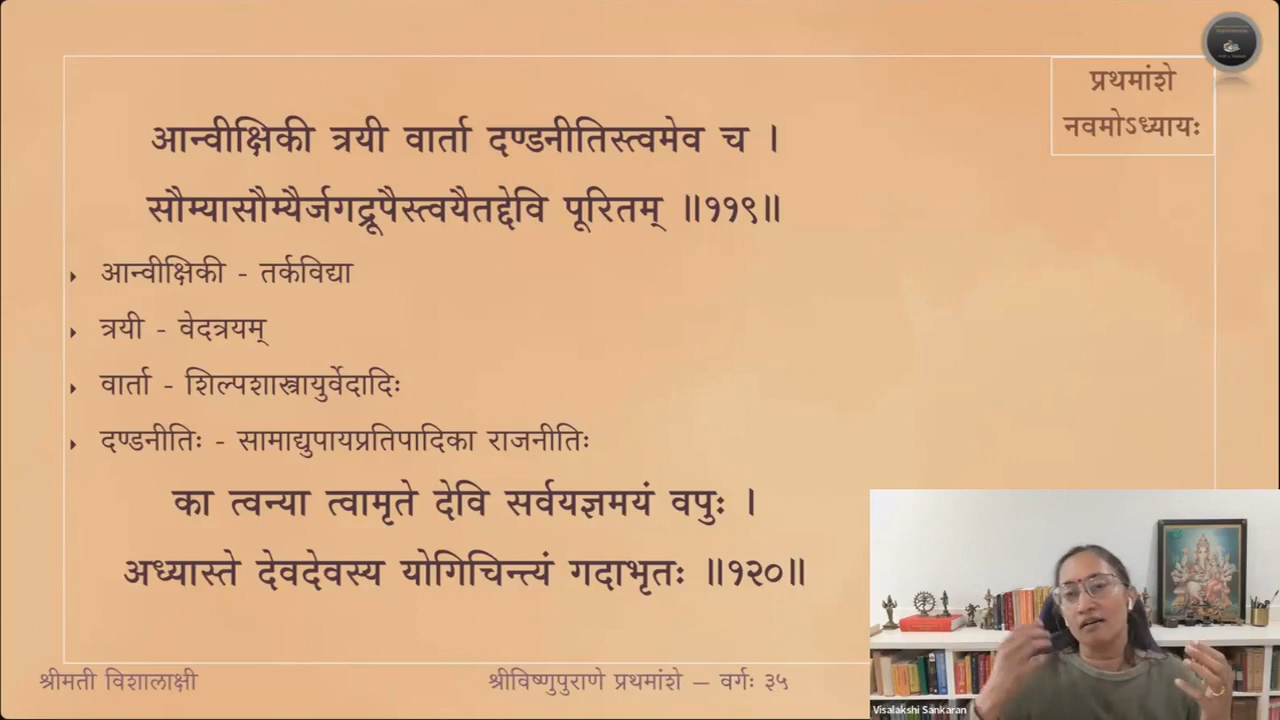 प्रथमांशे
नवमोऽध्यायः
आन्वीक्षिकी त्रयी वार्ता दण्डनीतिस्त्वमेव च ।
सौम्यासौम्यैर्जगद्रूपैस्त्वयैतद्देवि पूरितम् ॥११९॥
आन्वीक्षिकी - तर्कविद्या
त्रयी - वेदत्रयम्
वार्ता - शिल्पशास्त्रायुर्वेदादिः
दण्डनीतिः - सामाद्युपायप्रतिपादिका राजनीतिः
का त्वन्या त्वामृते देवि सर्वयज्ञमयं वपुः ।
अध्यास्ते देवदेवस्य योगिचिन्त्यं गदाभृतः ॥१२०॥
श्रीमती विशालाक्षी
श्रीविष्णुपुराणे प्रथमांशे – वर्गः ३५
Visalakshi Sankaran